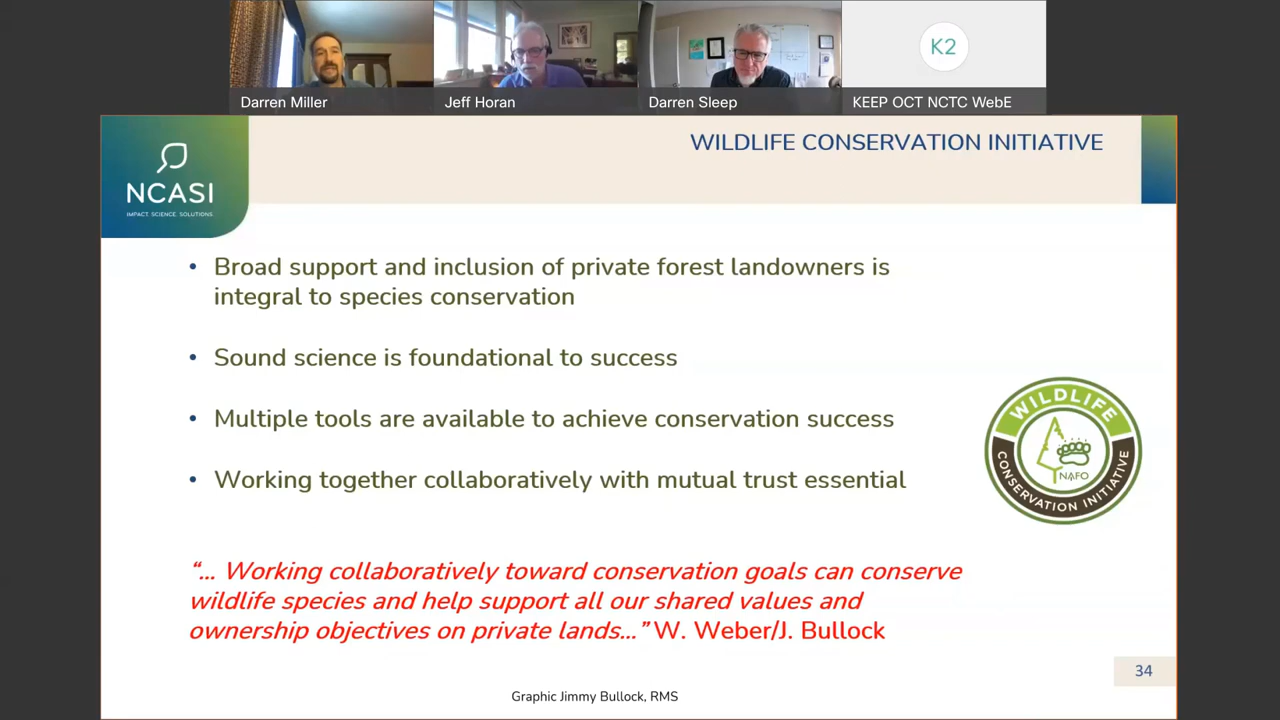 K2
Darren Miller
Jeff Horan
Darren Sleep
KEEP OCT NCTC WebE
WILDLIFE CONSERVATION INITIATIVE
NCASI
IMPACT. SCIENCE. SOLUTIONS.
• Broad support and inclusion of private forest landowners is
integral to species conservation
• Sound science is foundational to success
• Multiple tools are available to achieve conservation success
• Working together collaboratively with mutual trust essential
WILDLIFE
NAFO
CONSERVATION INITIATIVE
“... Working collaboratively toward conservation goals can conserve
wildlife species and help support all our shared values and
ownership objectives on private lands...” W. Weber/J. Bullock
34
Graphic Jimmy Bullock, RMS